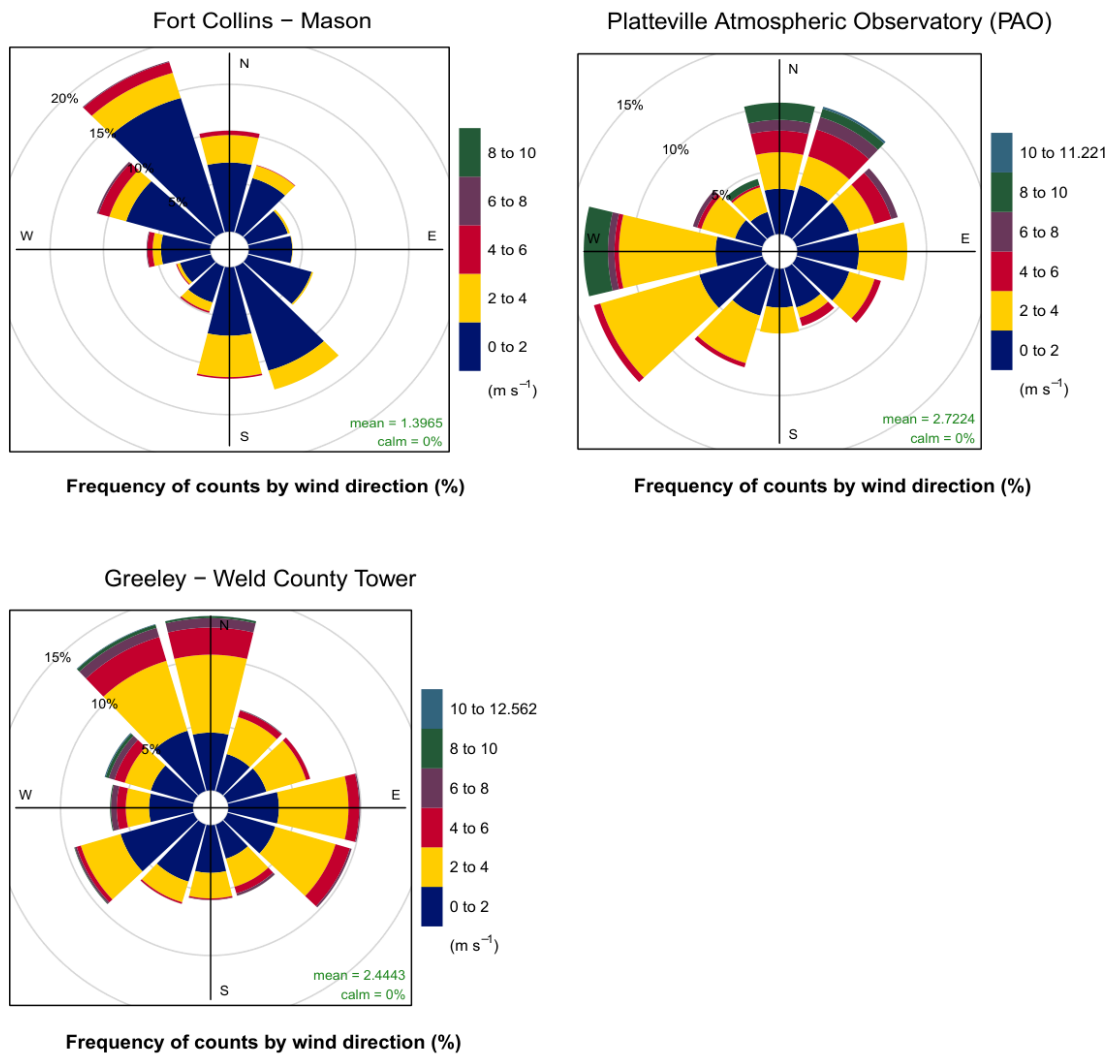 Fort Collins − Mason
N
20%
15%
10%
5%
W
E
S
8 to 10
6 to 8
4 to 6
2 to 4
0 to 2
(m s⁻¹)
mean = 1.3965
calm = 0%
Frequency of counts by wind direction (%)
Platteville Atmospheric Observatory (PAO)
N
15%
10%
5%
W
E
S
10 to 11.221
8 to 10
6 to 8
4 to 6
2 to 4
0 to 2
(m s⁻¹)
mean = 2.7224
calm = 0%
Frequency of counts by wind direction (%)
Greeley − Weld County Tower
N
15%
10%
5%
W
E
S
10 to 12.562
8 to 10
6 to 8
4 to 6
2 to 4
0 to 2
(m s⁻¹)
mean = 2.4443
calm = 0%
Frequency of counts by wind direction (%)